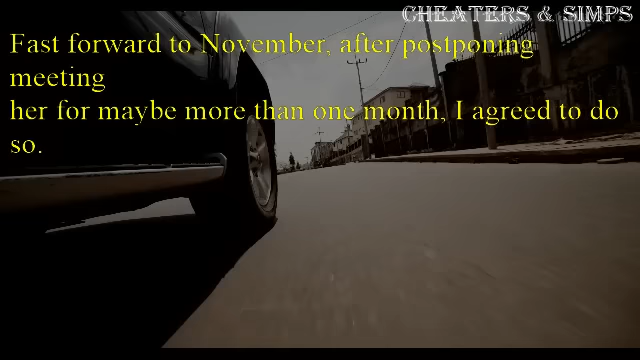 CHEATERS & SIMPS
Fast forward to November, after postponing
meeting
her for maybe more than one month, I agreed to do
so.